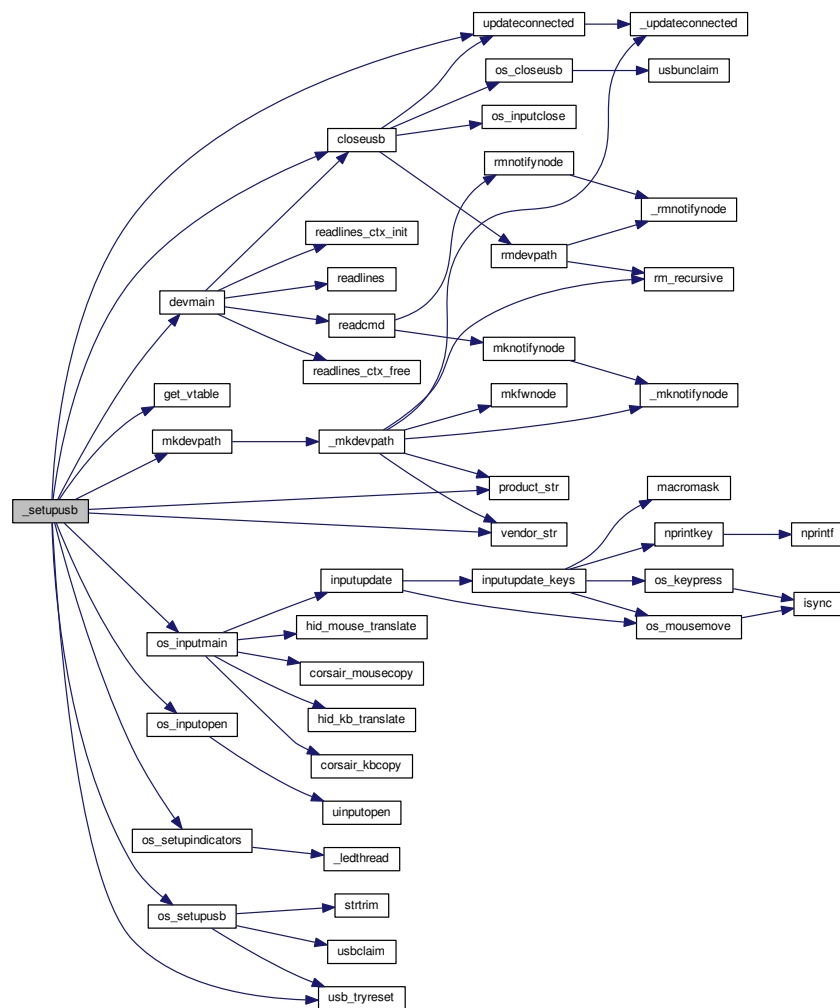 updateconnected
_updateconnected
os_closeusb
usbunclaim
os_inputclose
closeusb
rmnotifynode
_rmnotifynode
readlines_ctx_init
rmdevpath
readlines
rm_recursive
devmain
readcmd
mknotifynode
readlines_ctx_free
get_vtable
mkfwnode
_mknotifynode
mkdevpath
_mkdevpath
product_str
macromask
_setupusb
vendor_str
nprintkey
nprintf
inputupdate
inputupdate_keys
os_keypress
isync
hid_mouse_translate
os_mousemove
os_inputmain
corsair_mousecopy
hid_kb_translate
os_inputopen
corsair_kbcopy
uinputopen
os_setupindicators
_ledthread
strtrim
os_setupusb
usbclaim
usb_tryreset